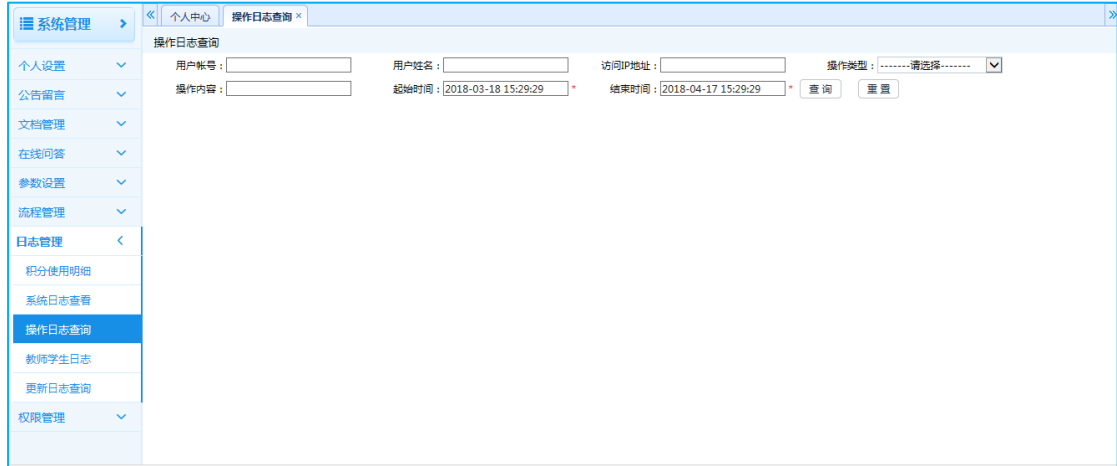 系统管理
个人中心 操作日志查询 ×
操作日志查询
用户帐号： 用户姓名： 访问IP地址： 操作类型： -------请选择-------
操作内容： 起始时间： 2018-03-18 15:29:29 * 结束时间： 2018-04-17 15:29:29 * 查询 重置
个人设置
公告留言
文档管理
在线问答
参数设置
流程管理
日志管理
积分使用明细
系统日志查看
操作日志查询
教师学生日志
更新日志查询
权限管理